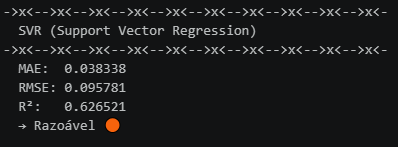 ->x<-->x<-->x<-->x<-->x<-->x<-->x<-->x<-->x<-->x<-
SVR (Support Vector Regression)
->x<-->x<-->x<-->x<-->x<-->x<-->x<-->x<-->x<-->x<-
MAE: 0.038338
RMSE: 0.095781
R²: 0.626521
→ Razoável 🟠